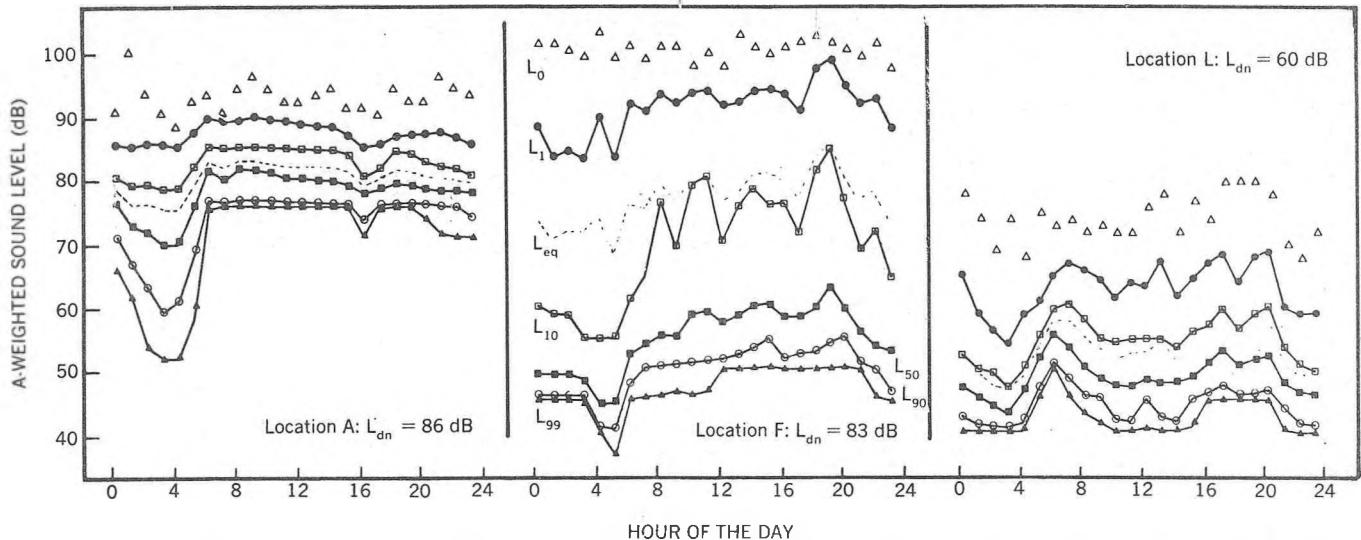 A-WEIGHTED SOUND LEVEL (dB)
100
90
80
70
60
50
40
L0
L1
Leq
L10
L50
L90
L99
Location A: Ldn = 86 dB
Location F: Ldn = 83 dB
Location L: Ldn = 60 dB
0 4 8 12 16 20 24
0 4 8 12 16 20 24
0 4 8 12 16 20 24
HOUR OF THE DAY